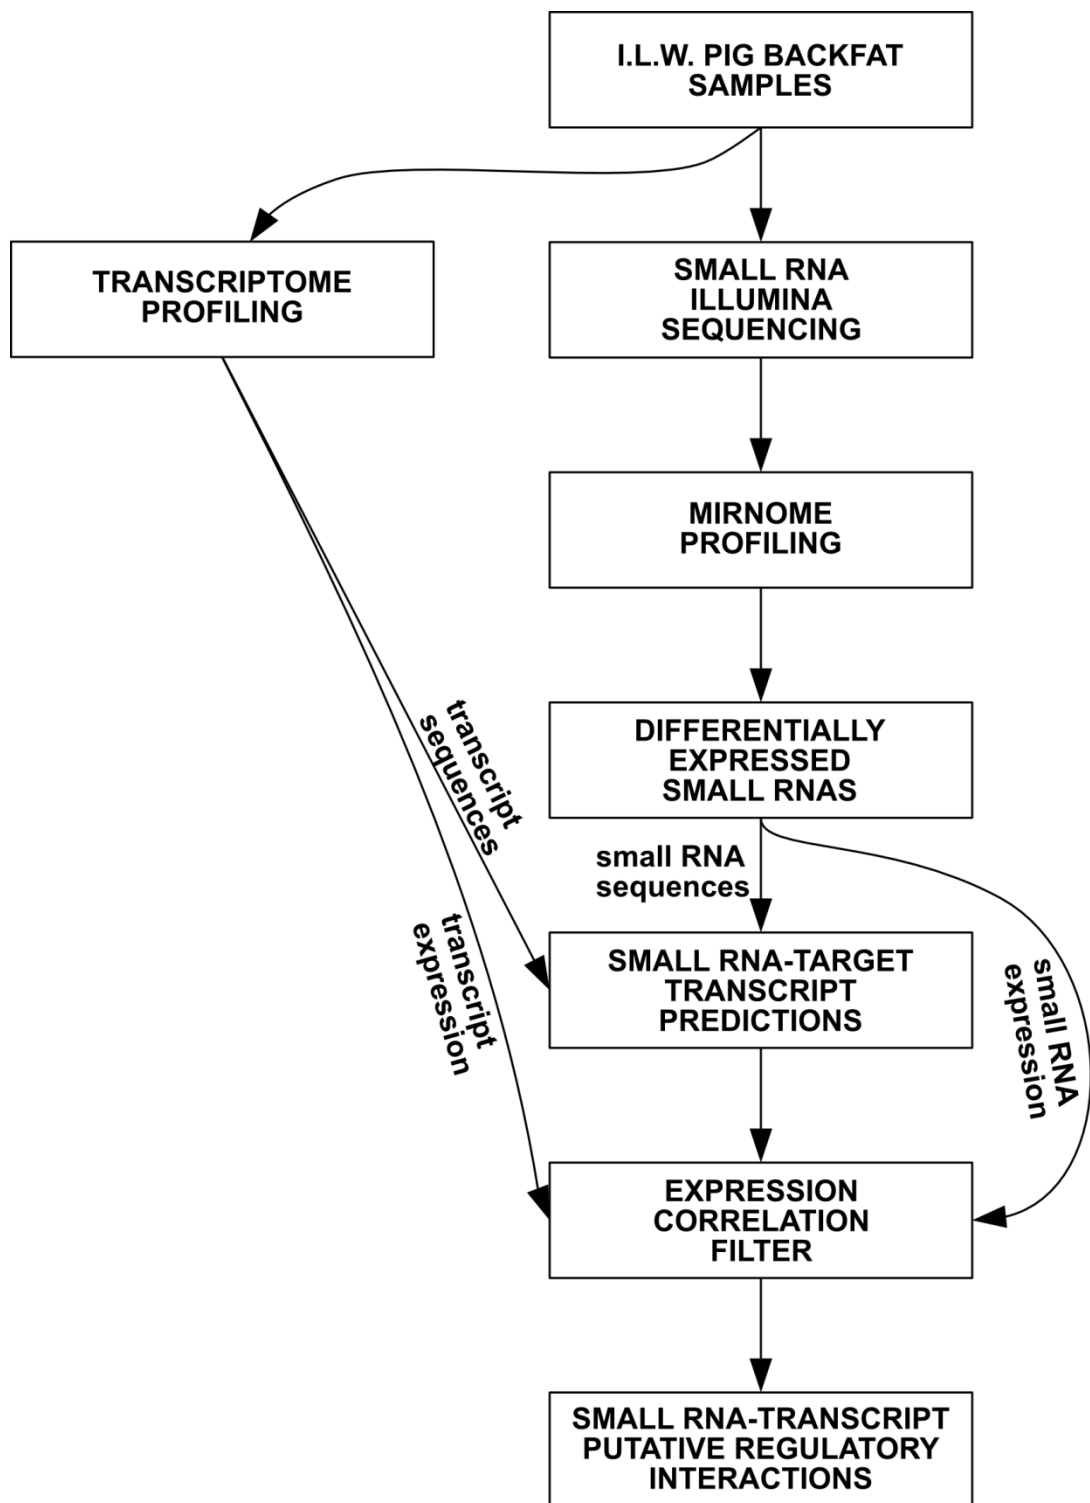 I.L.W. PIG BACKFAT
SAMPLES
TRANSCRIPTOME
PROFILING
SMALL RNA
ILLUMINA
SEQUENCING
MIRNOME
PROFILING
DIFFERENTIALLY
EXPRESSED
SMALL RNAS
transcript
sequences
small RNA
sequences
transcript
expression
SMALL RNA-TARGET
TRANSCRIPT
PREDICTIONS
small RNA
expression
EXPRESSION
CORRELATION
FILTER
SMALL RNA-TRANSCRIPT
PUTATIVE REGULATORY
INTERACTIONS